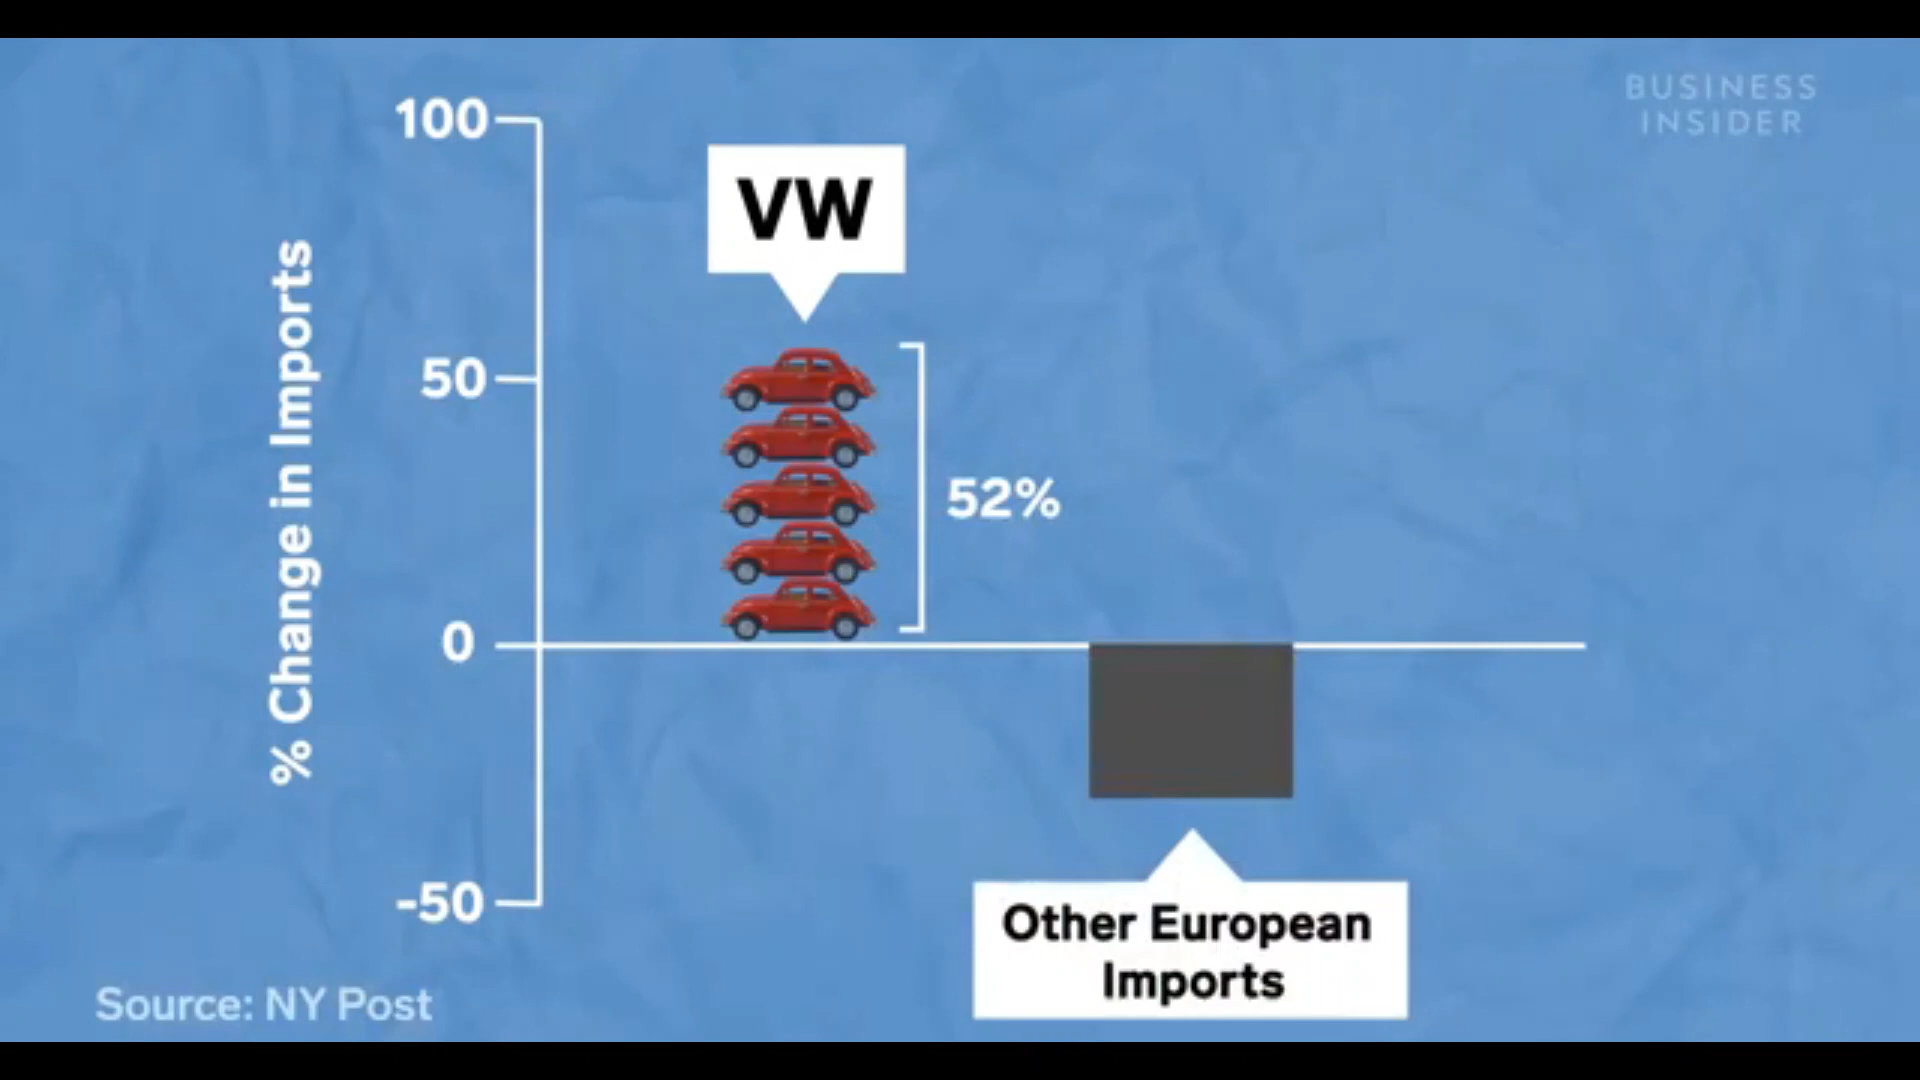 BUSINESS
INSIDER
100
VW
50
% Change in Imports
52%
0
-50
Other European
Imports
Source: NY Post